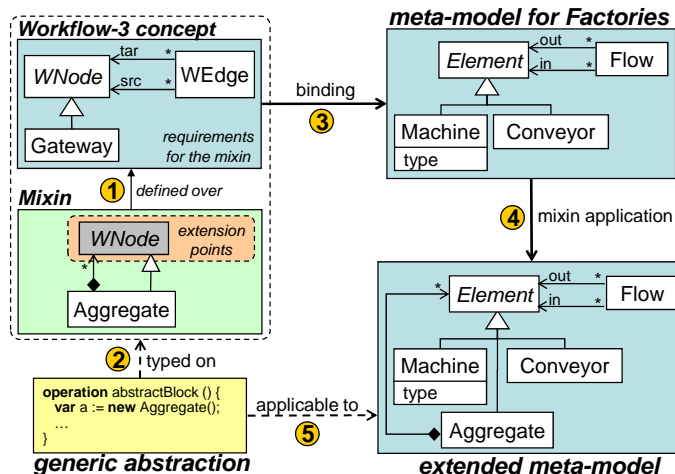 Workflow-3 concept
WNode
tar
*
src
*
WEdge
Gateway
requirements
for the mixin
binding
3
meta-model for Factories
Element
out
*
in
*
Flow
Machine
type
Conveyor
1
defined over
Mixin
WNode
extension
points
*
Aggregate
4
mixin application
2
typed on
operation abstractBlock () {
var a := new Aggregate();
…
}
generic abstraction
applicable to
5
*
Element
out
*
in
*
Flow
Machine
type
Conveyor
Aggregate
extended meta-model